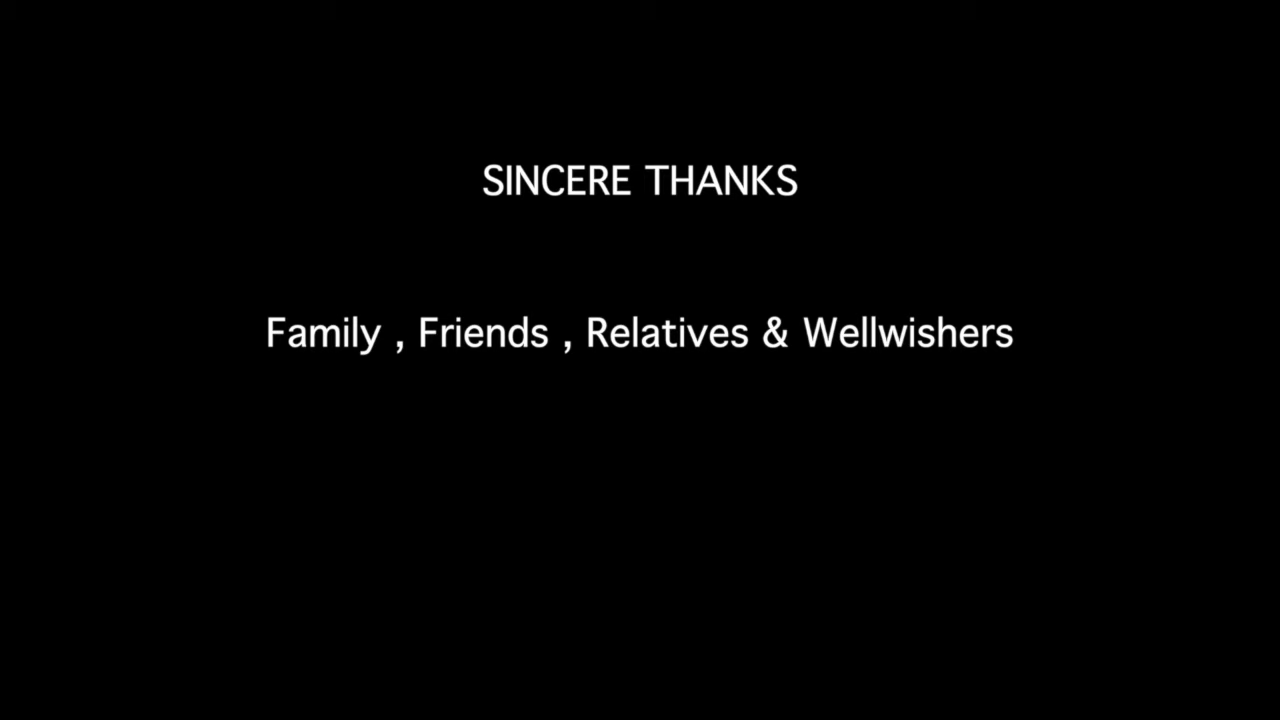 SINCERE THANKS
Family , Friends , Relatives & Wellwishers